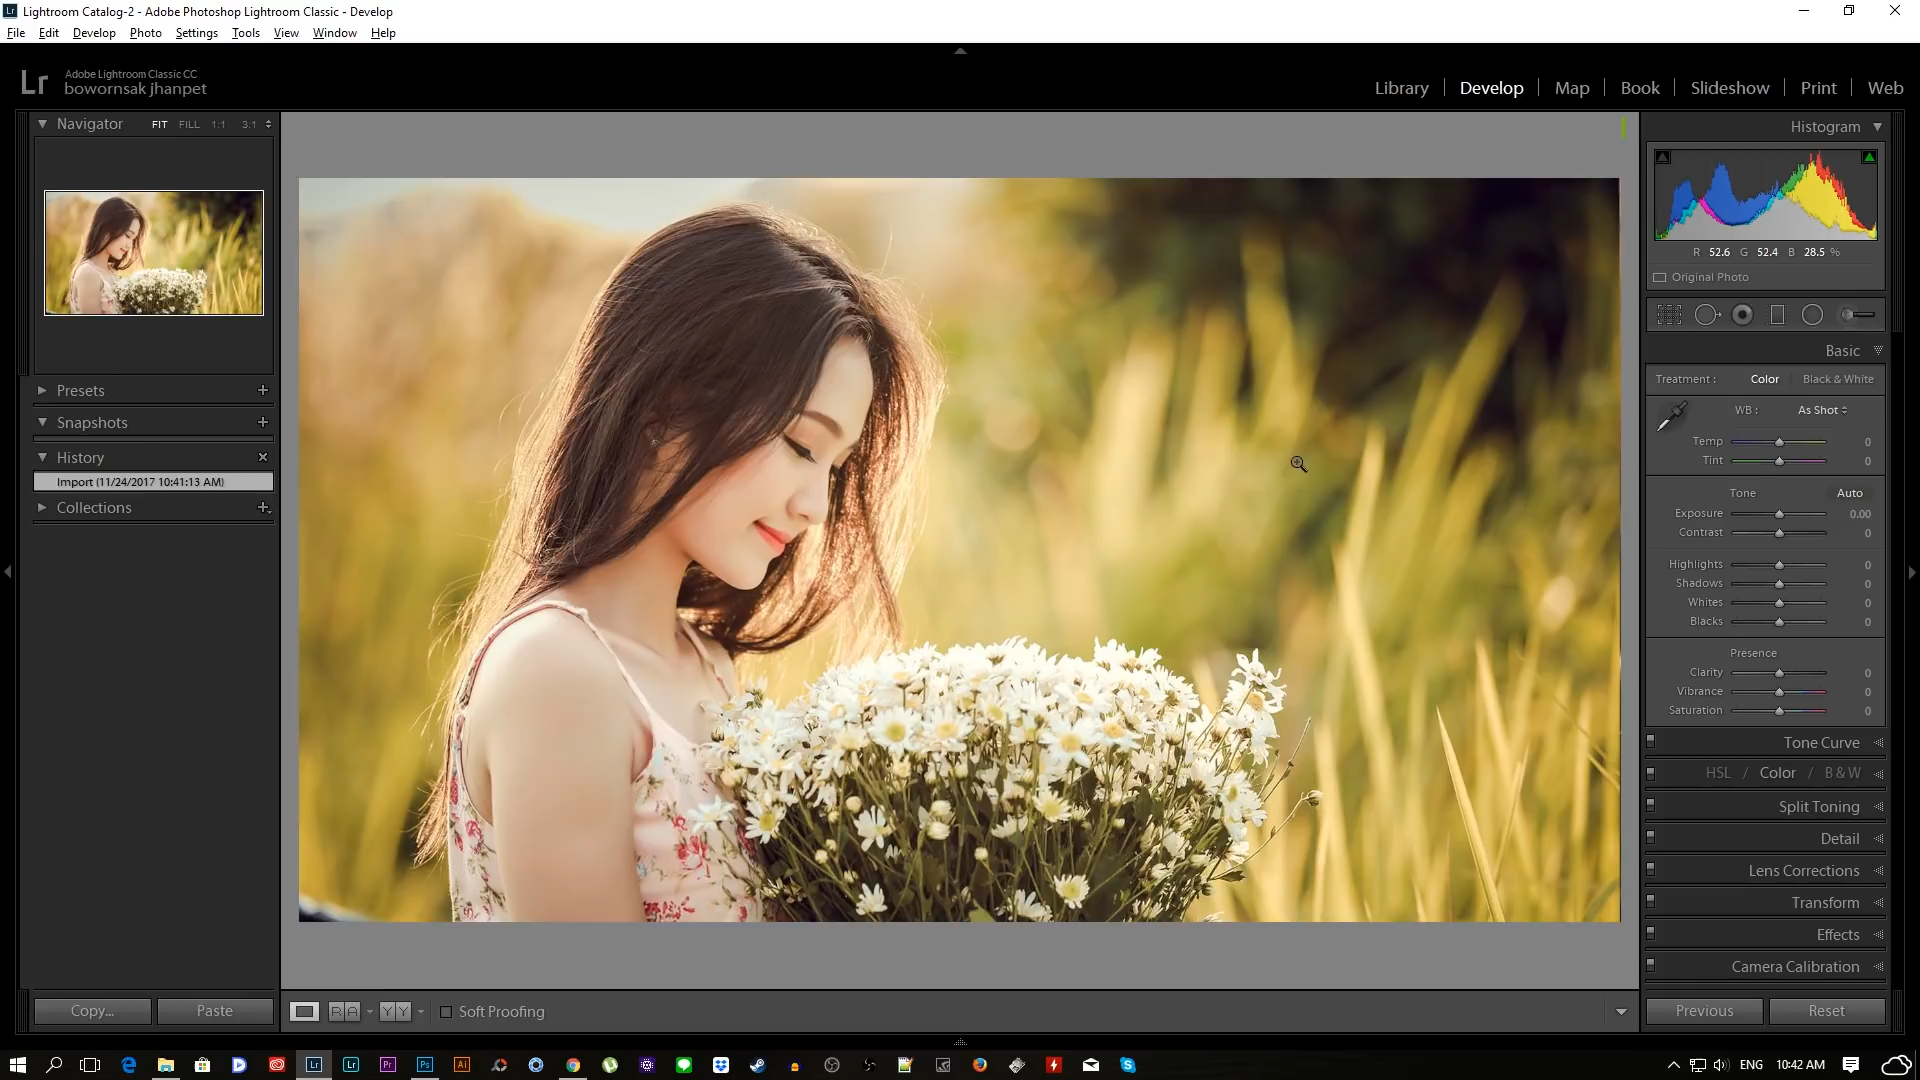 Lightroom Catalog-2 - Adobe Photoshop Lightroom Classic - Develop
File Edit Develop Photo Settings Tools View Window Help
Lr Adobe Lightroom Classic CC
bowornsak jhanpet
Library Develop Map Book Slideshow Print Web
Navigator FIT FILL 1:1 3:1
Presets
Snapshots
History
Import (11/24/2017 10:41:13 AM)
Collections
Copy... Paste
R A Y Y Soft Proofing
Histogram
R 52.6 G 52.4 B 28.5 %
Original Photo
Basic
Treatment : Color Black & White
WB : As Shot
Temp 0
Tint 0
Tone Auto
Exposure 0.00
Contrast 0
Highlights 0
Shadows 0
Whites 0
Blacks 0
Presence
Clarity 0
Vibrance 0
Saturation 0
Tone Curve
HSL / Color / B & W
Split Toning
Detail
Lens Corrections
Transform
Effects
Camera Calibration
Previous Reset
Lr Lr Pr Ps Ai
ENG 10:42 AM